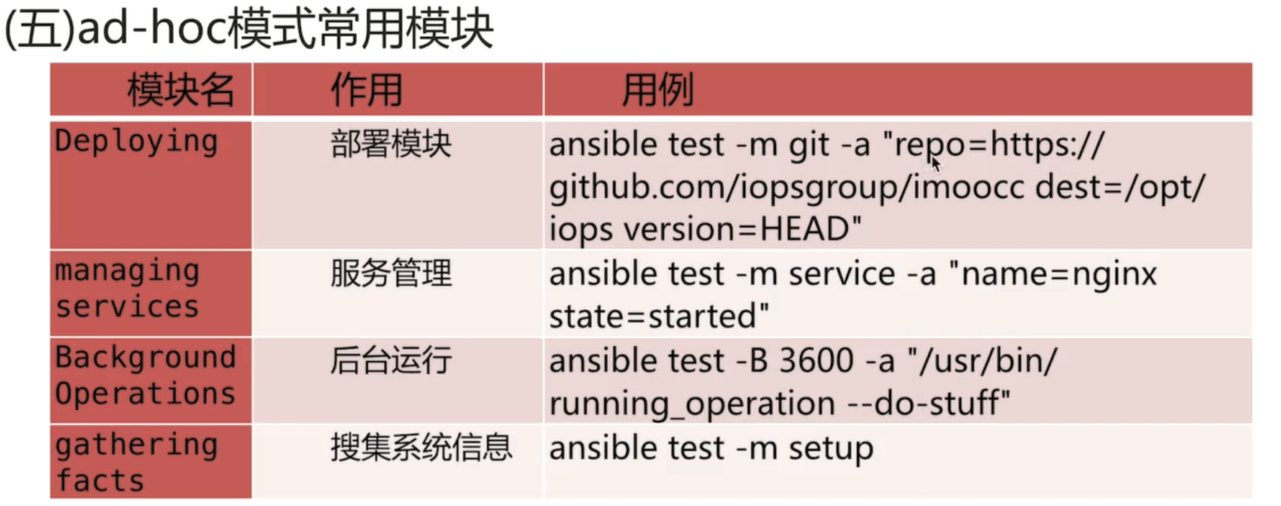 (五)ad-hoc模式常用模块
模块名 作用 用例
Deploying 部署模块 ansible test -m git -a "repo=https://
github.com/iopsgroup/imoocc dest=/opt/
iops version=HEAD"
managing 服务管理 ansible test -m service -a "name=nginx
services state=started"
Background 后台运行 ansible test -B 3600 -a "/usr/bin/
Operations running_operation --do-stuff"
gathering 搜集系统信息 ansible test -m setup
facts